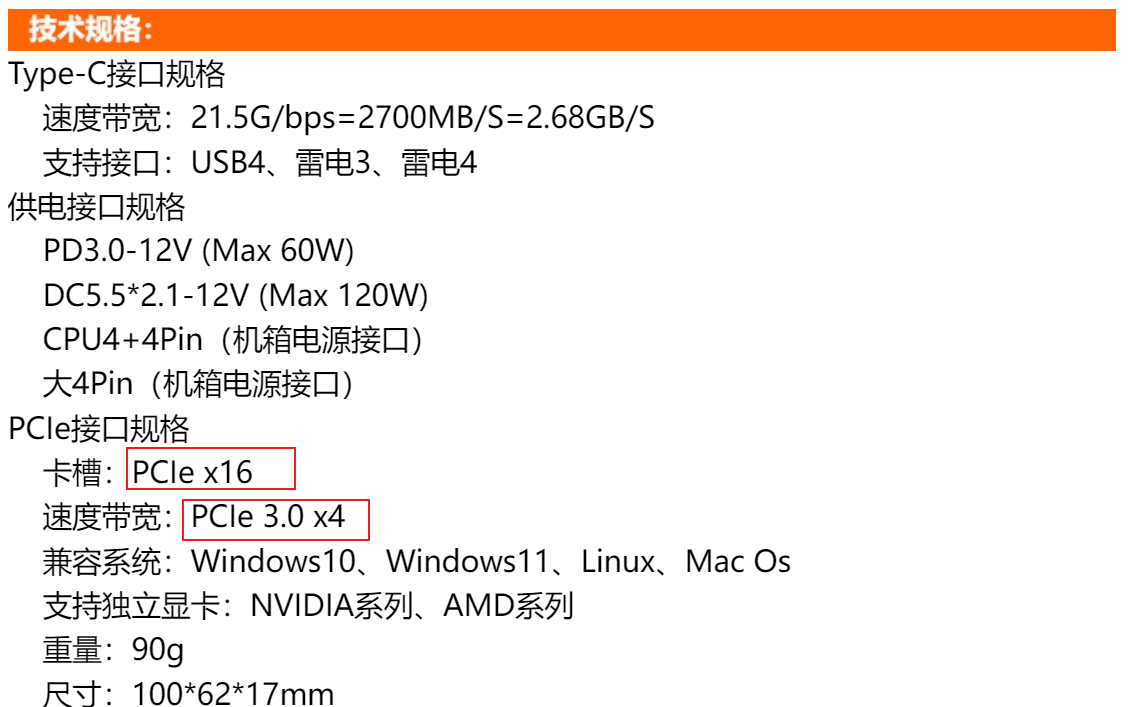 技术规格：
Type-C接口规格
速度带宽：21.5G/bps=2700MB/S=2.68GB/S
支持接口：USB4、雷电3、雷电4
供电接口规格
PD3.0-12V (Max 60W)
DC5.5*2.1-12V (Max 120W)
CPU4+4Pin（机箱电源接口）
大4Pin（机箱电源接口）
PCIe接口规格
卡槽：PCIe x16
速度带宽：PCIe 3.0 x4
兼容系统：Windows10、Windows11、Linux、Mac Os
支持独立显卡：NVIDIA系列、AMD系列
重量：90g
尺寸：100*62*17mm